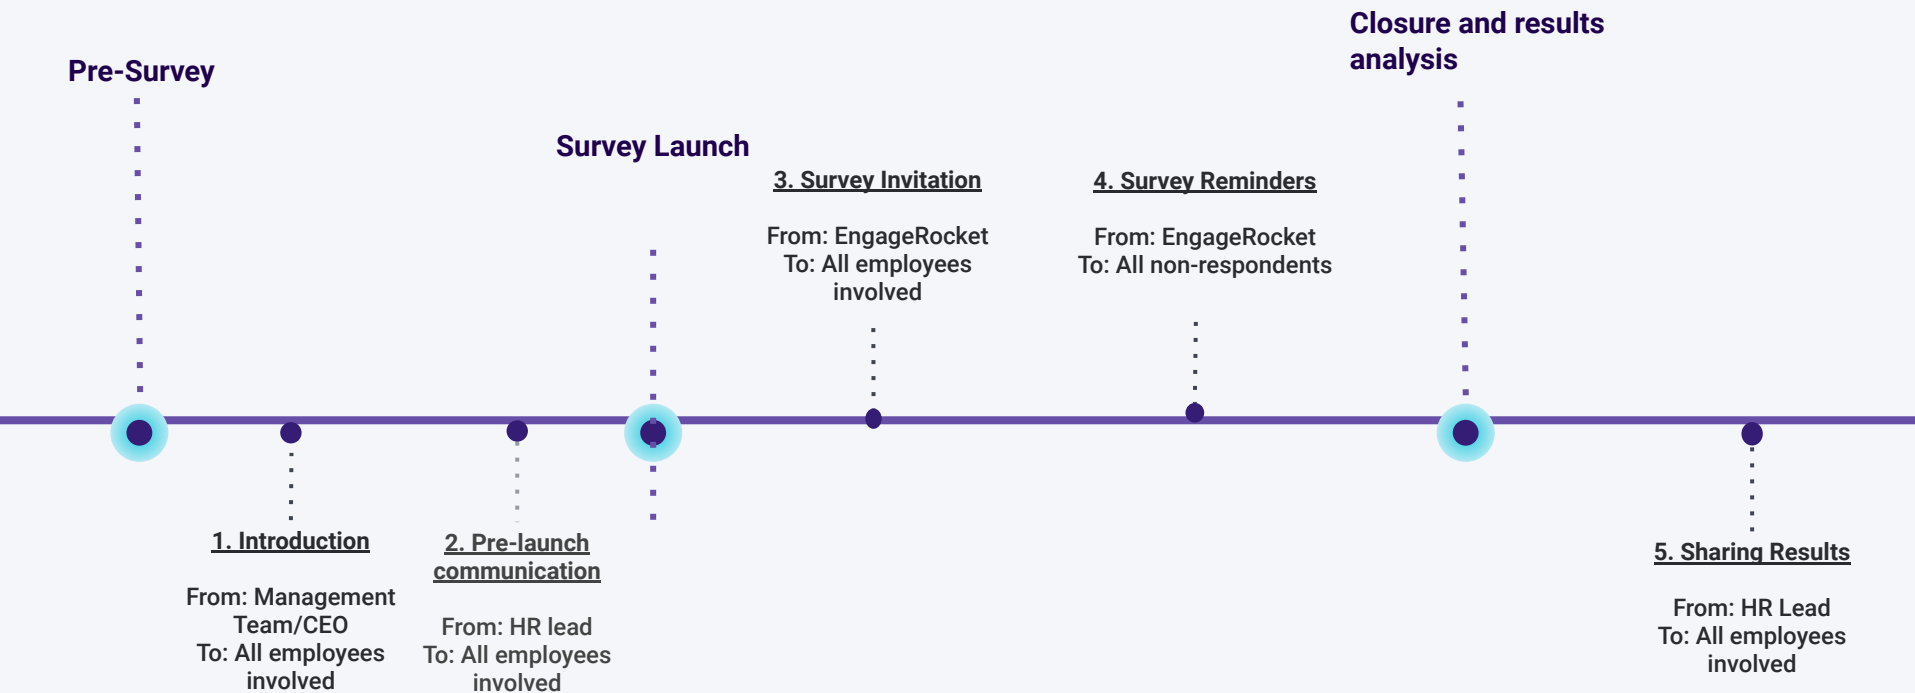 Pre-Survey
Survey Launch
Closure and results
analysis
3. Survey Invitation
From: EngageRocket
To: All employees
involved
4. Survey Reminders
From: EngageRocket
To: All non-respondents
1. Introduction
From: Management
Team/CEO
To: All employees
involved
2. Pre-launch
communication
From: HR lead
To: All employees
involved
5. Sharing Results
From: HR Lead
To: All employees
involved